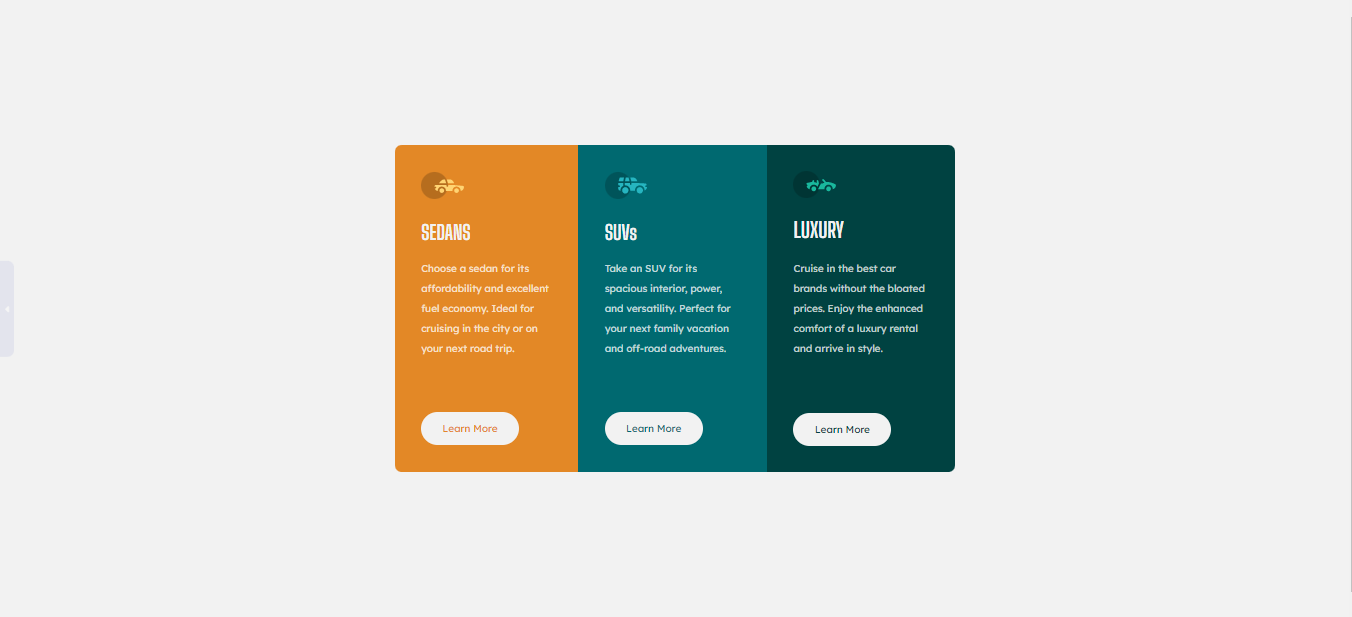 SEDANS
Choose a sedan for its
affordability and excellent
fuel economy. Ideal for
cruising in the city or on
your next road trip.
Learn More
SUVs
Take an SUV for its
spacious interior, power,
and versatility. Perfect for
your next family vacation
and off-road adventures.
Learn More
LUXURY
Cruise in the best car
brands without the bloated
prices. Enjoy the enhanced
comfort of a luxury rental
and arrive in style.
Learn More